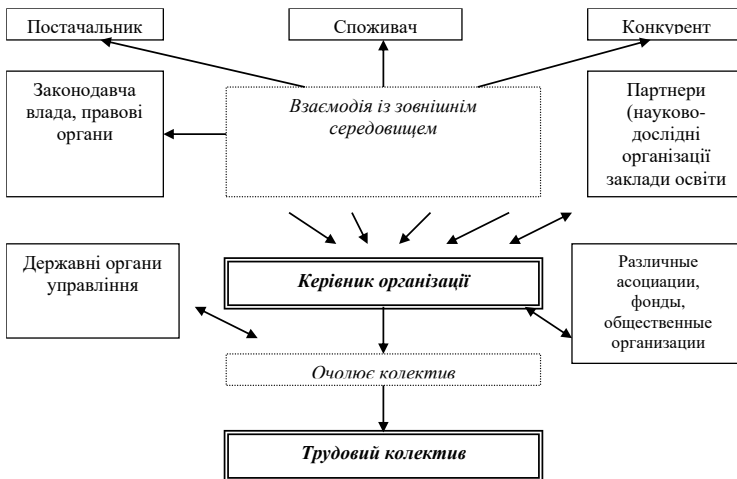 Постачальник
Споживач
Конкурент
Законодавча
влада, правові
органи
Взаємодія із зовнішнім
середовищем
Партнери
(науково-
дослідні
організації
заклади освіти
Державні органи
управління
Керівник організації
Различные
асоциации,
фонды,
общественные
организации
Очолює колектив
Трудовий колектив